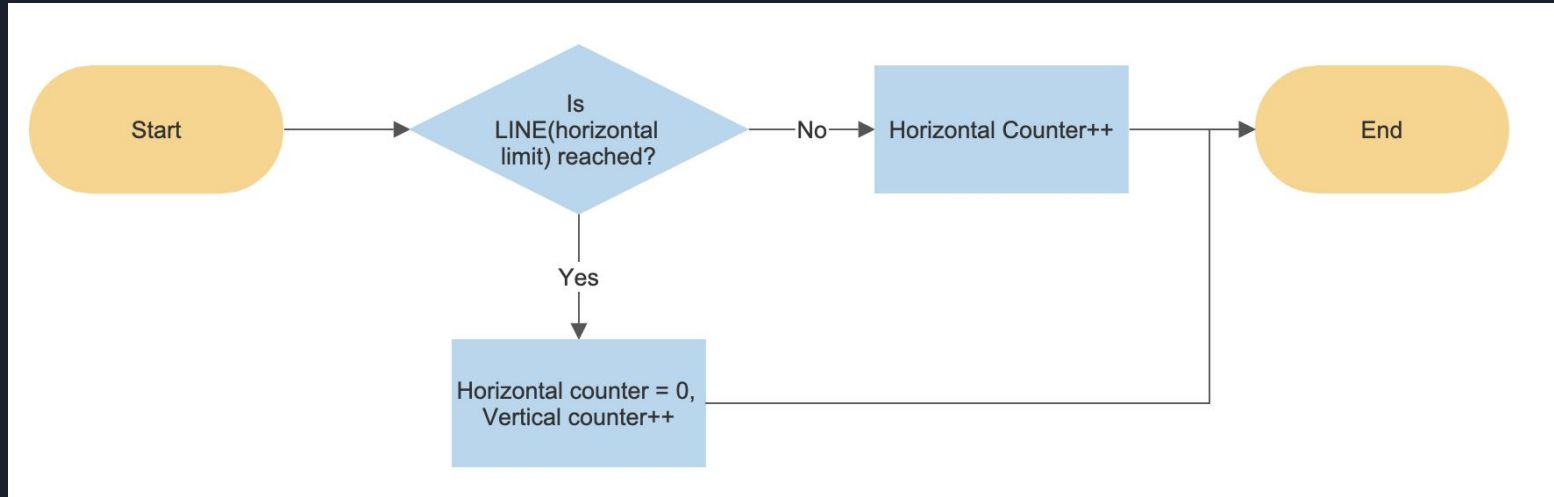 Start
Is
LINE(horizontal
limit) reached?
No
Horizontal Counter++
End
Yes
Horizontal counter = 0,
Vertical counter++